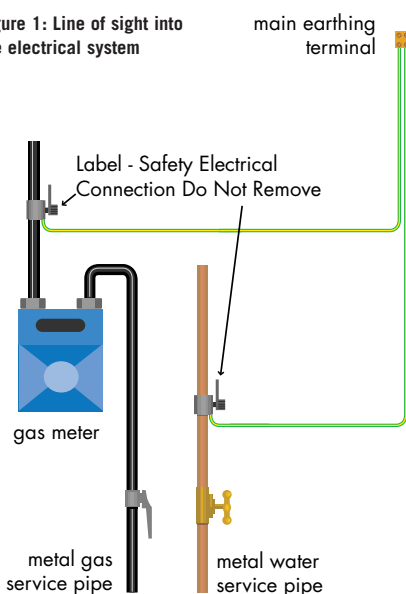 gure 1: Line of sight into
e electrical system
main earthing
terminal
Label - Safety Electrical
Connection Do Not Remove
gas meter
metal gas
service pipe
metal water
service pipe